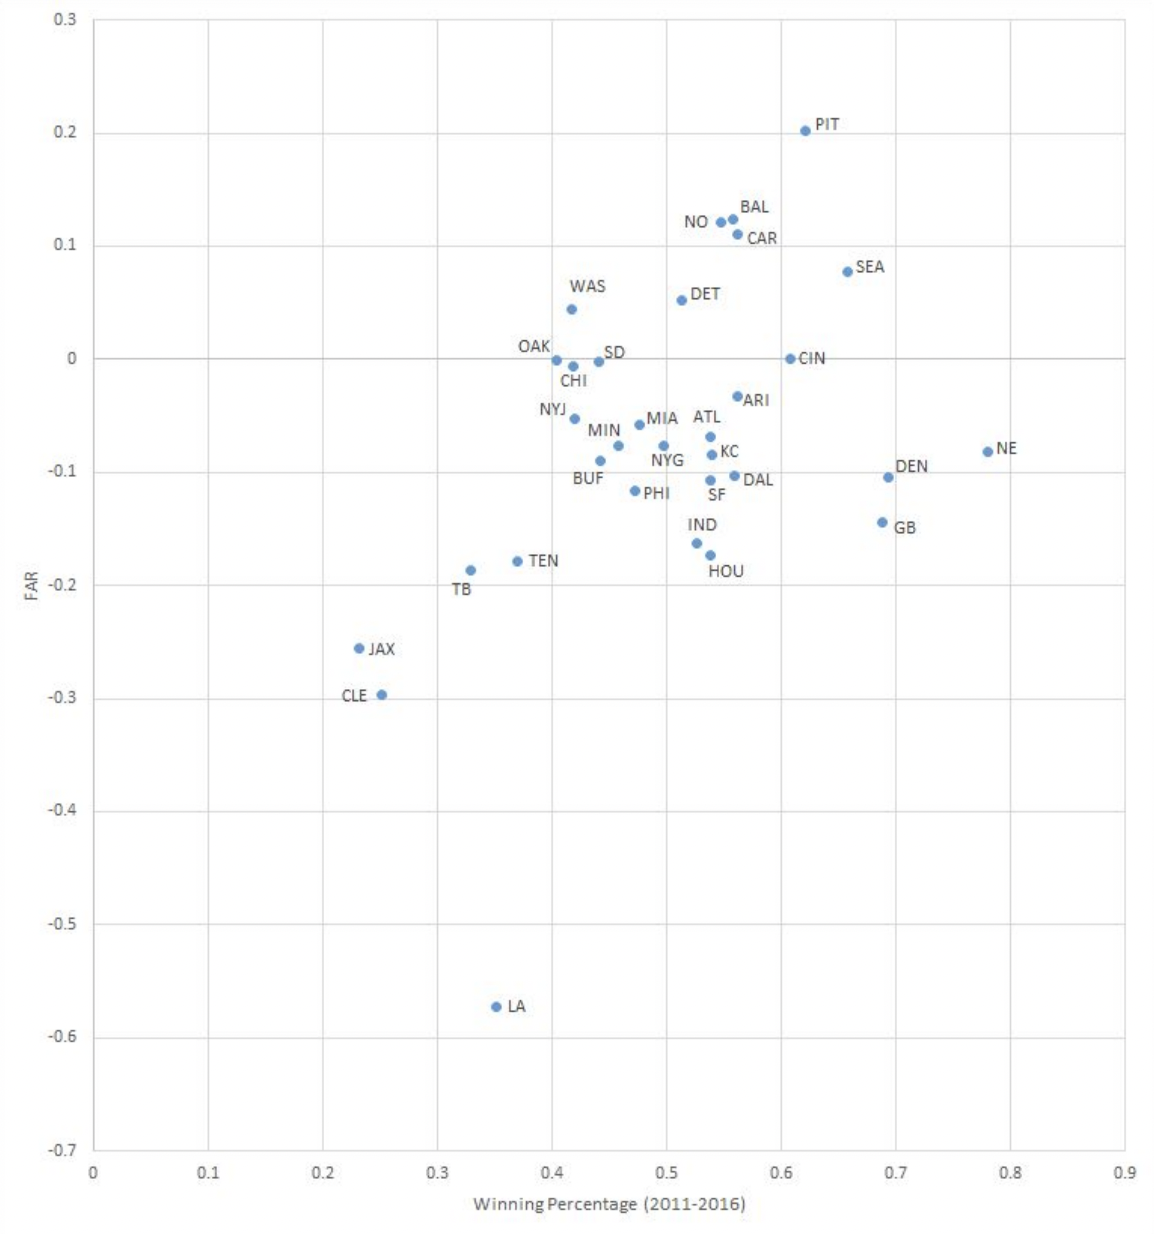 0.3
PIT
0.2
BAL
NO
CAR
0.1
SEA
WAS
DET
OAK
SD
0
CIN
CHI
ARI
NYJ
MIA
ATL
MIN
NE
KC
NYG
DEN
-0.1
BUF
DAL
PHI
SF
IND
GB
TEN
HOU
-0.2
TB
FAR
JAX
CLE
-0.3
-0.4
-0.5
LA
-0.6
-0.7
0 0.1 0.2 0.3 0.4 0.5 0.6 0.7 0.8 0.9
Winning Percentage (2011-2016)